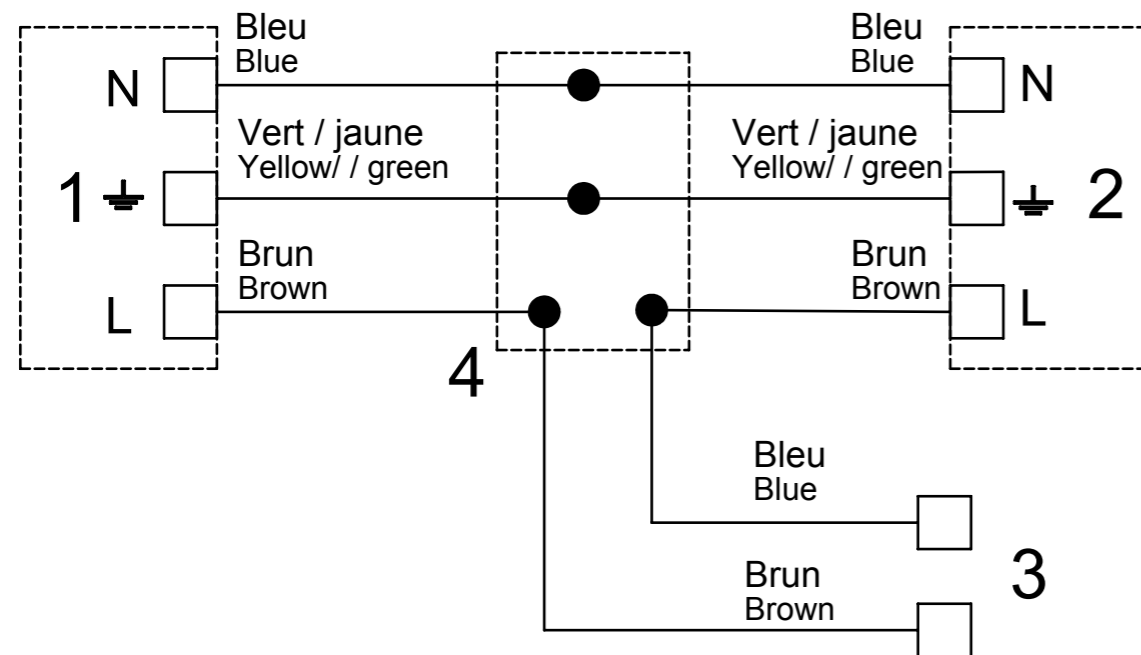 Bleu
Blue
Bleu
Blue
N
N
Vert / jaune
Yellow/ / green
Vert / jaune
Yellow/ / green
1
2
Brun
Brown
Brun
Brown
L
L
4
Bleu
Blue
3
Brun
Brown